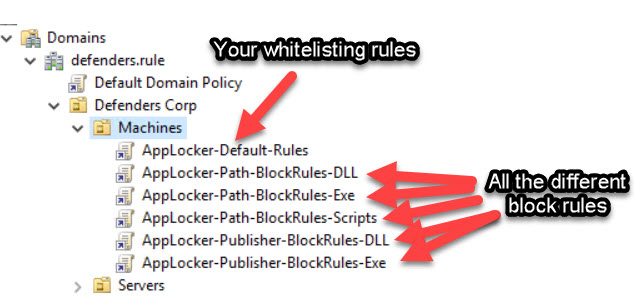 Domains
Your whitelisting rules
defenders.rule
Default Domain Policy
Defenders Corp
Machines
AppLocker-Default-Rules
AppLocker-Path-BlockRules-DLL
AppLocker-Path-BlockRules-Exe
AppLocker-Path-BlockRules-Scripts
AppLocker-Publisher-BlockRules-DLL
AppLocker-Publisher-BlockRules-Exe
All the different
block rules
Servers